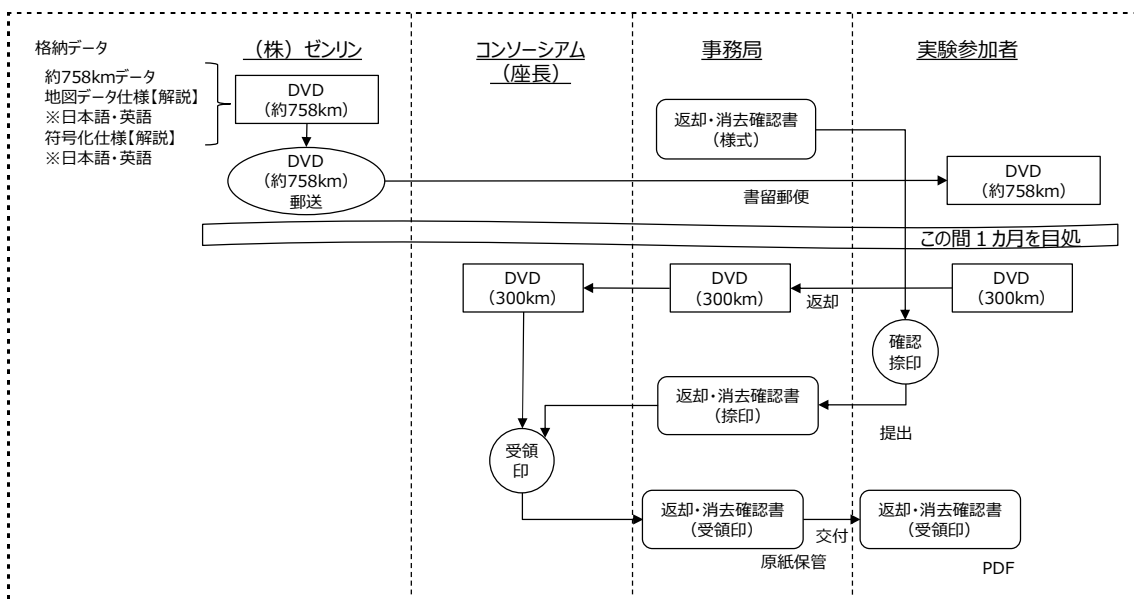 格納データ
（株）ゼンリン
コンソーシアム
（座長）
事務局
実験参加者
約758kmデータ
地図データ仕様【解説】
※日本語・英語
符号化仕様【解説】
※日本語・英語
DVD
（約758km）
返却・消去確認書
（様式）
DVD
（約758km）
郵送
書留郵便
DVD
（約758km）
この間１カ月を目処
DVD
（300km）
DVD
（300km）
返却
DVD
（300km）
確認
捺印
返却・消去確認書
（捺印）
提出
受領
印
返却・消去確認書
（受領印）
交付
返却・消去確認書
（受領印）
原紙保管
PDF